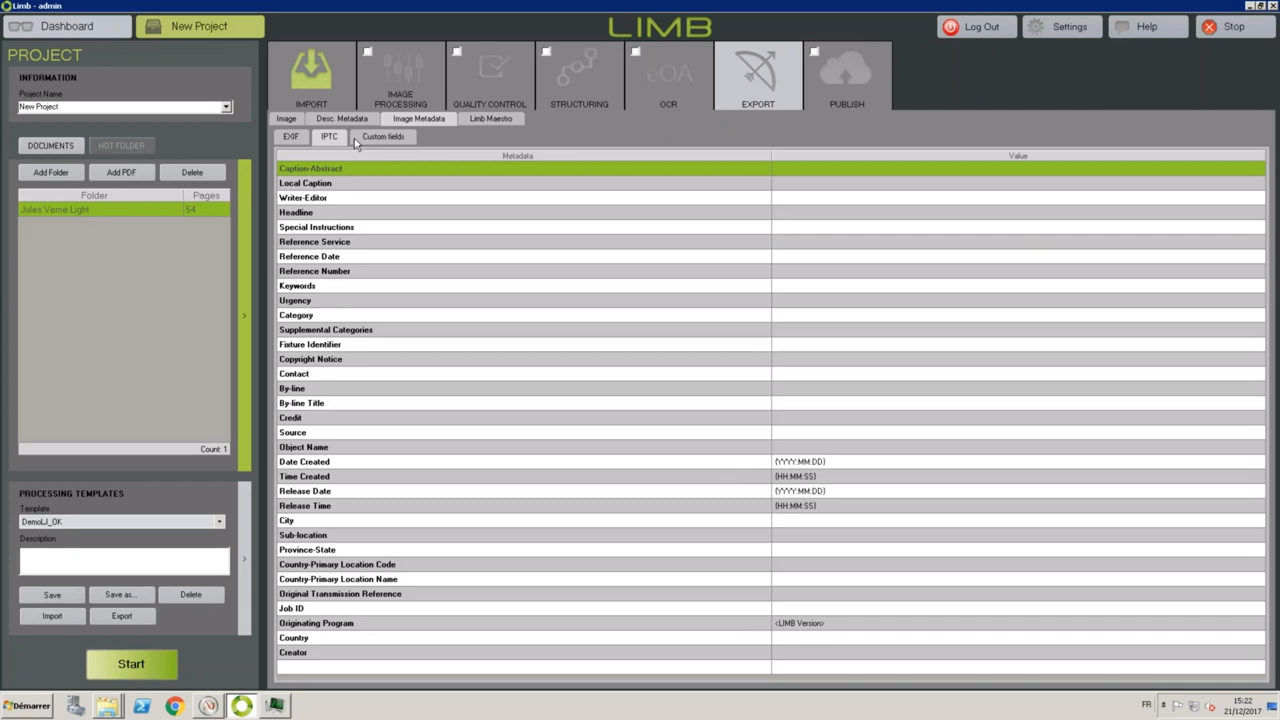 Limb - admin
Dashboard
New Project
LIMB
Log Out
Settings
Help
Stop
PROJECT
INFORMATION
Project Name
New Project
DOCUMENTS
HOT FOLDER
Add Folder
Add PDF
Delete
Folder
Pages
Jules Verne Light
54
Count: 1
PROCESSING TEMPLATES
Template
DemoLJ_OK
Description
Save
Save as...
Delete
Import
Export
Start
IMPORT
IMAGE
PROCESSING
QUALITY CONTROL
STRUCTURING
OCR
EXPORT
PUBLISH
Image
Desc. Metadata
Image Metadata
Limb Maestro
EXIF
IPTC
Custom fields
Metadata
Value
Caption-Abstract
Local Caption
Writer-Editor
Headline
Special Instructions
Reference Service
Reference Date
Reference Number
Keywords
Urgency
Category
Supplemental Categories
Fixture Identifier
Copyright Notice
Contact
By-line
By-line Title
Credit
Source
Object Name
Date Created (YYYY:MM:DD)
Time Created (HH:MM:SS)
Release Date (YYYY:MM:DD)
Release Time (HH:MM:SS)
City
Sub-location
Province-State
Country-Primary Location Code
Country-Primary Location Name
Original Transmission Reference
Job ID
Originating Program <LIMB Version>
Country
Creator
Démarrer
FR
15:22
21/12/2017